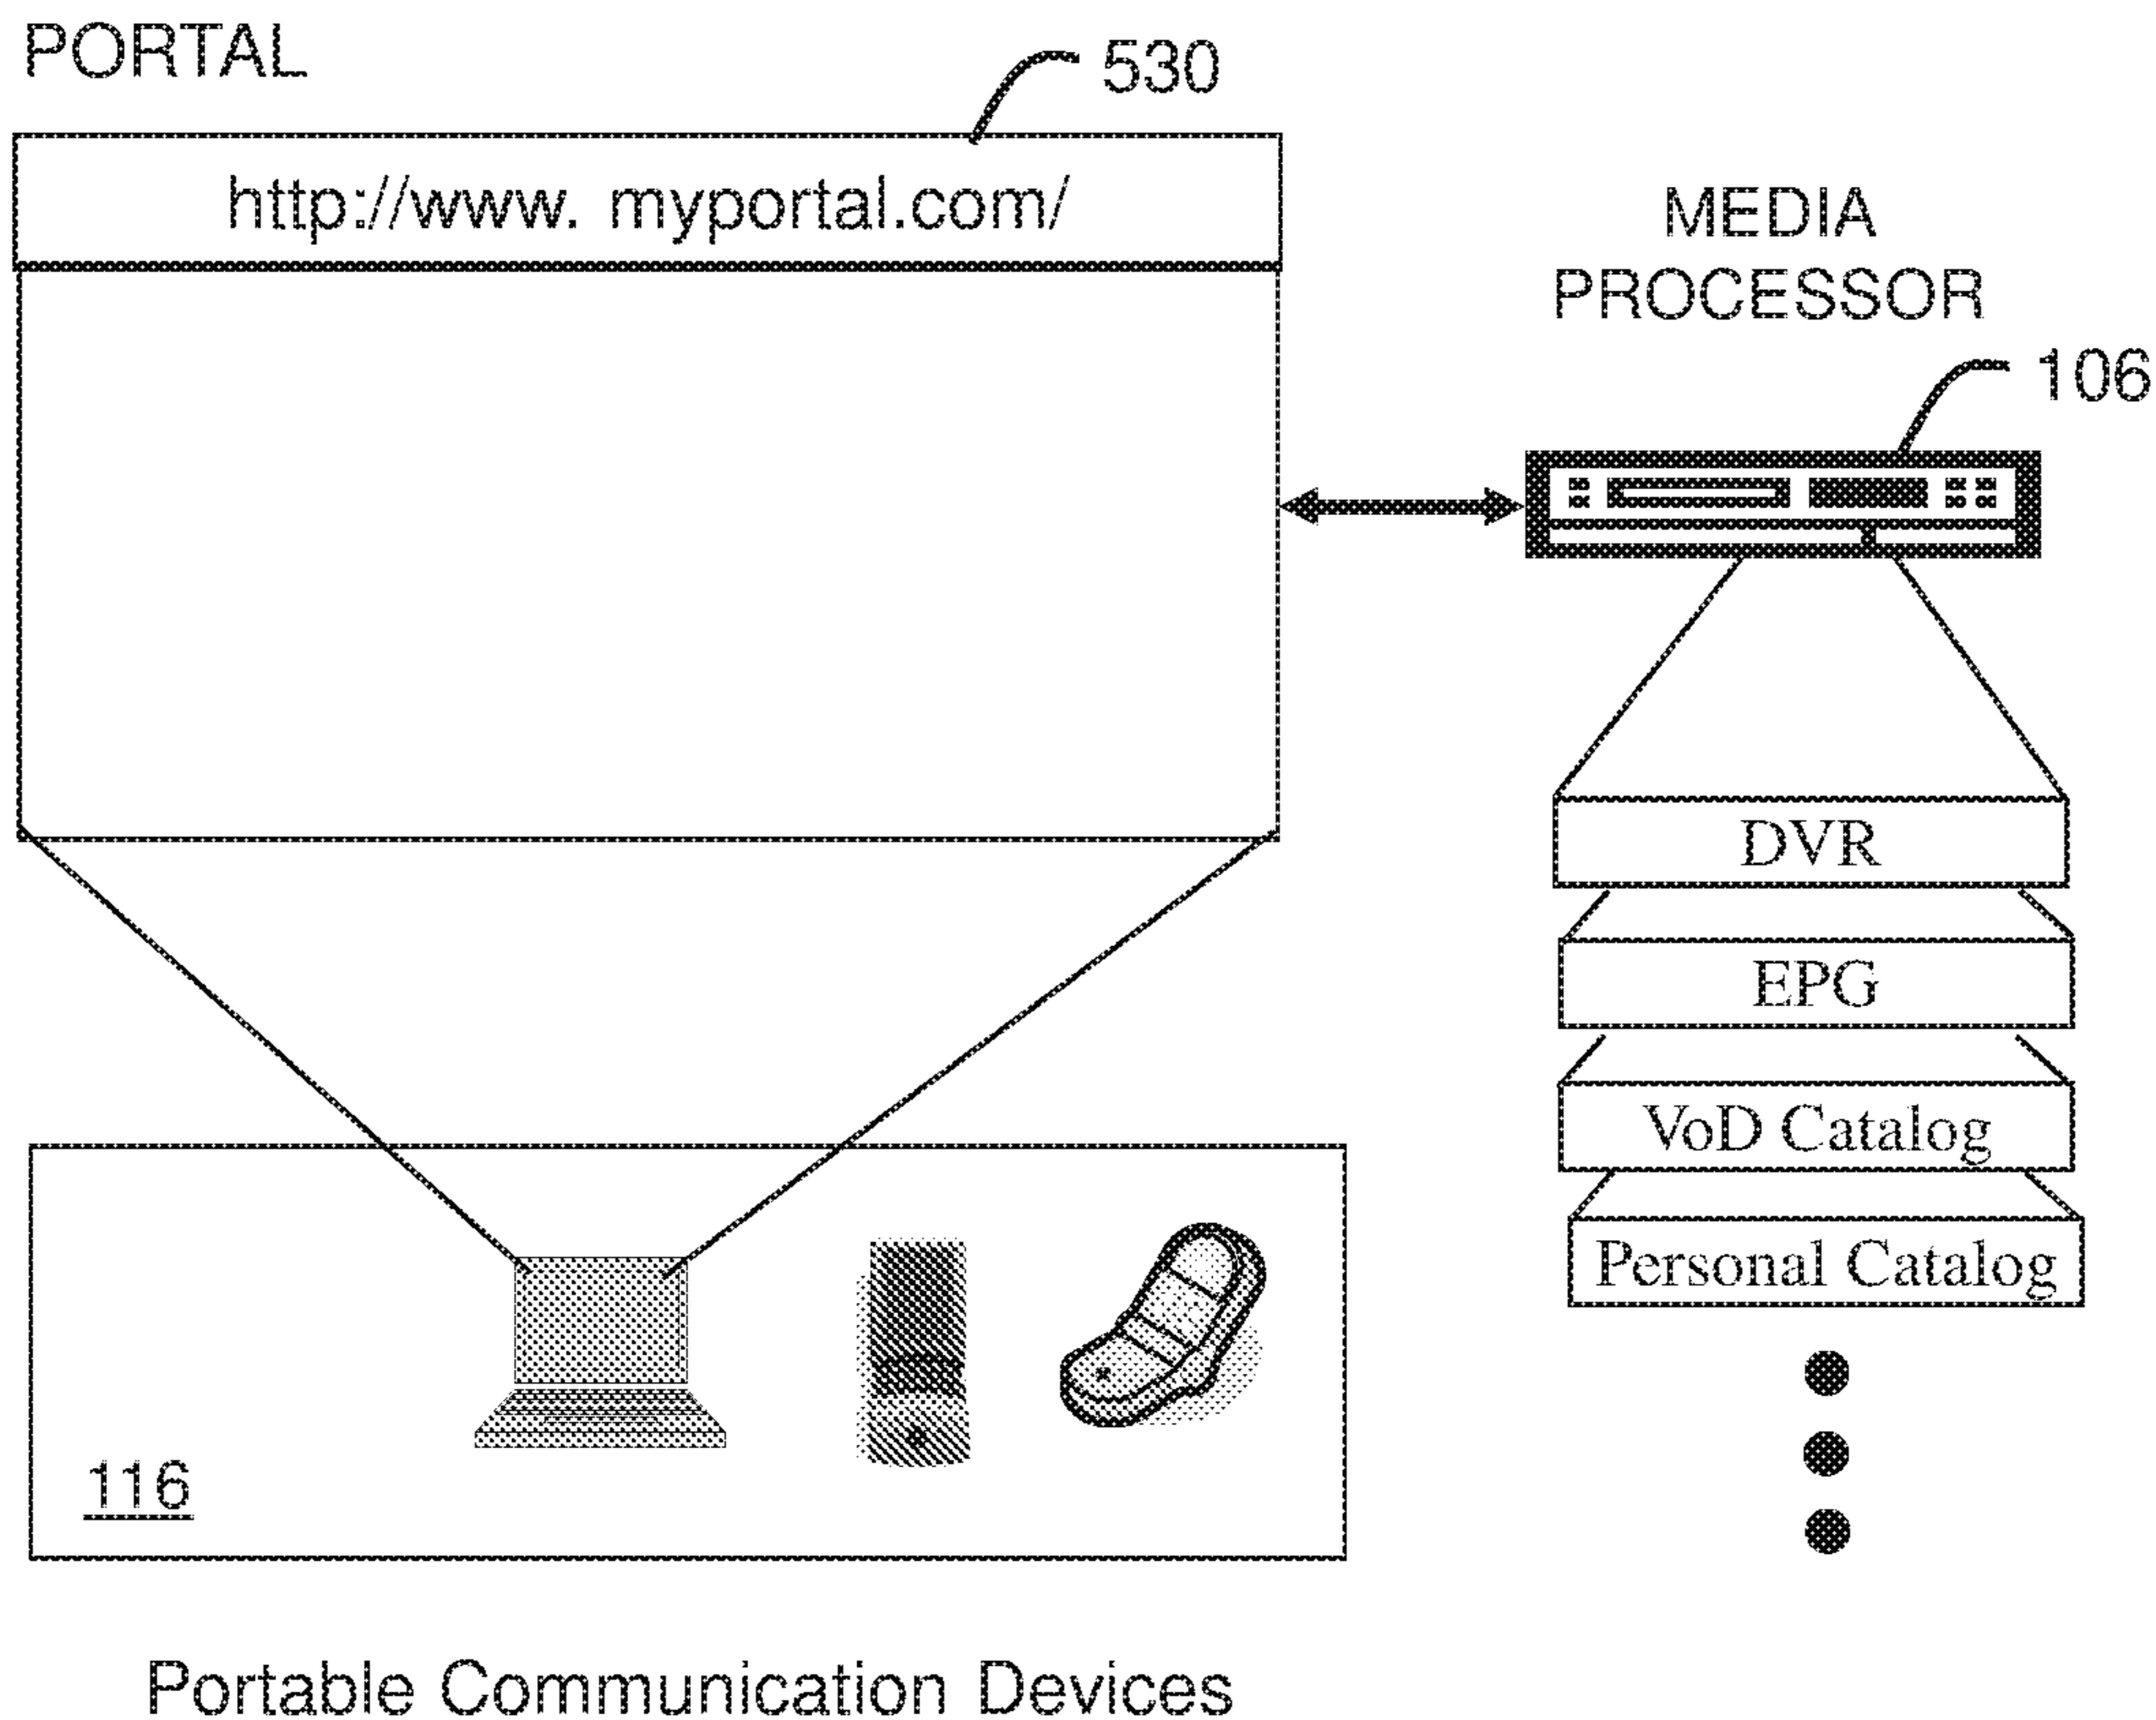 PORTAL
530
http://www. myportal.com/
MEDIA
PROCESSOR
106
DVR
EPG
VoD Catalog
Personal Catalog
116
Portable Communication Devices